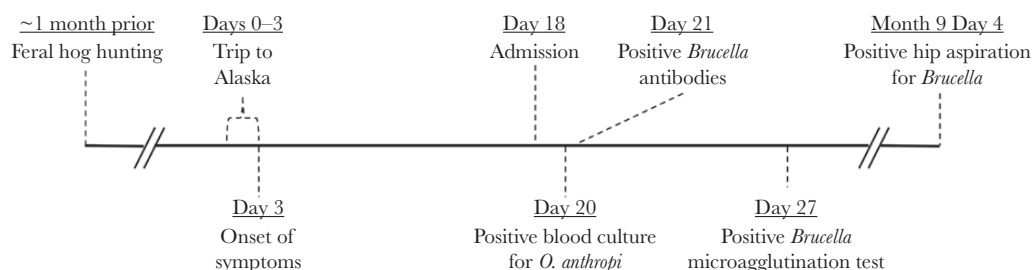 ~1 month prior
Feral hog hunting
Days 0–3
Trip to
Alaska
Day 18
Admission
Day 21
Positive Brucella
antibodies
Month 9 Day 4
Positive hip aspiration
for Brucella
Day 3
Onset of
symptoms
Day 20
Positive blood culture
for O. anthropi
Day 27
Positive Brucella
microagglutination test